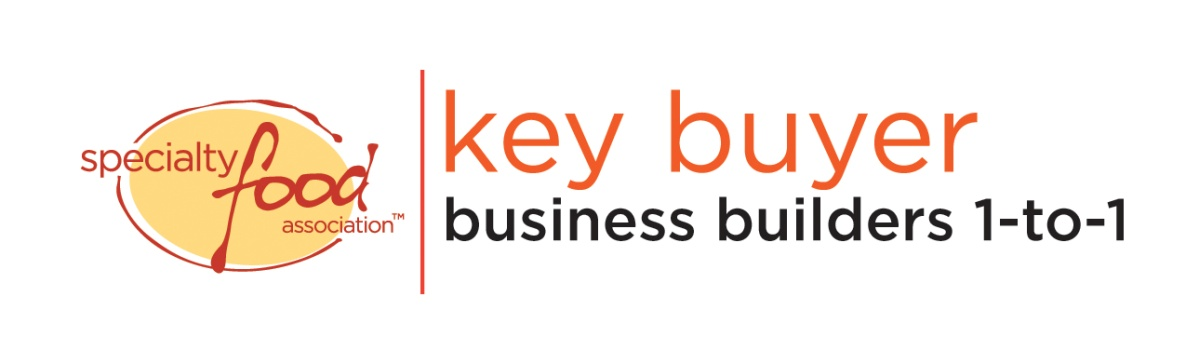 specialty
food
association™
key buyer
business builders 1-to-1